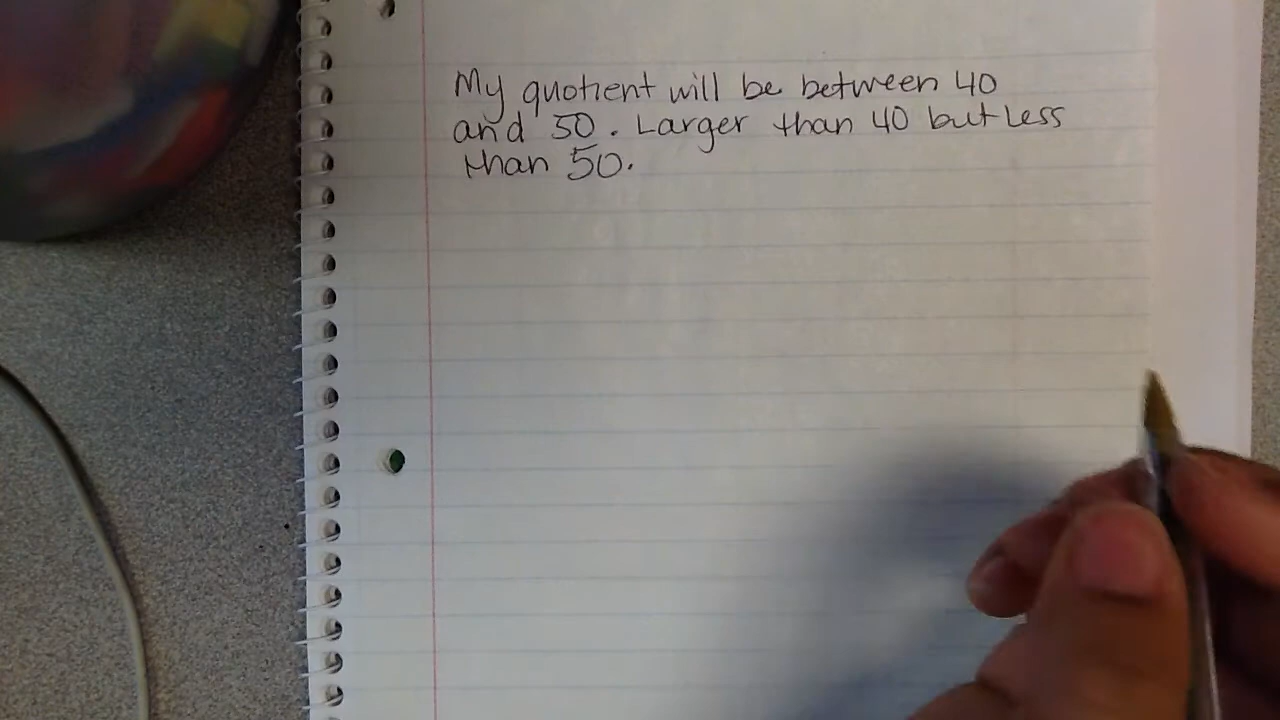 My quotient will be between 40
and 50. Larger than 40 but Less
than 50.